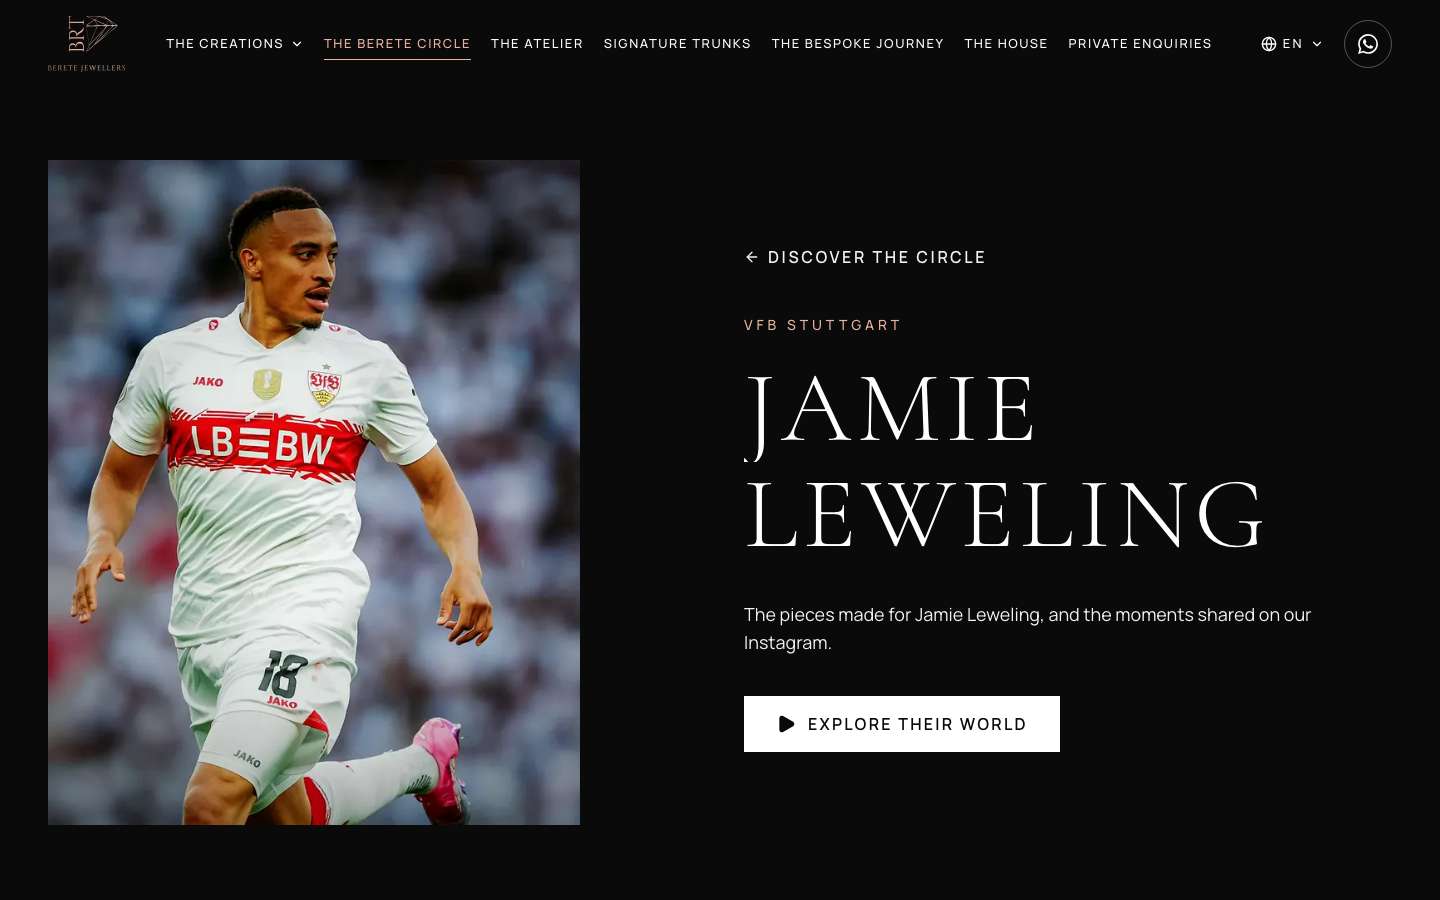 BRT
BERETE JEWELLERS
THE CREATIONS
THE BERETE CIRCLE
THE ATELIER
SIGNATURE TRUNKS
THE BESPOKE JOURNEY
THE HOUSE
PRIVATE ENQUIRIES
EN
JAKO
VfB
LBBW
18
JAKO
JAKO
DISCOVER THE CIRCLE
VFB STUTTGART
JAMIE
LEWELING
The pieces made for Jamie Leweling, and the moments shared on our
Instagram.
EXPLORE THEIR WORLD